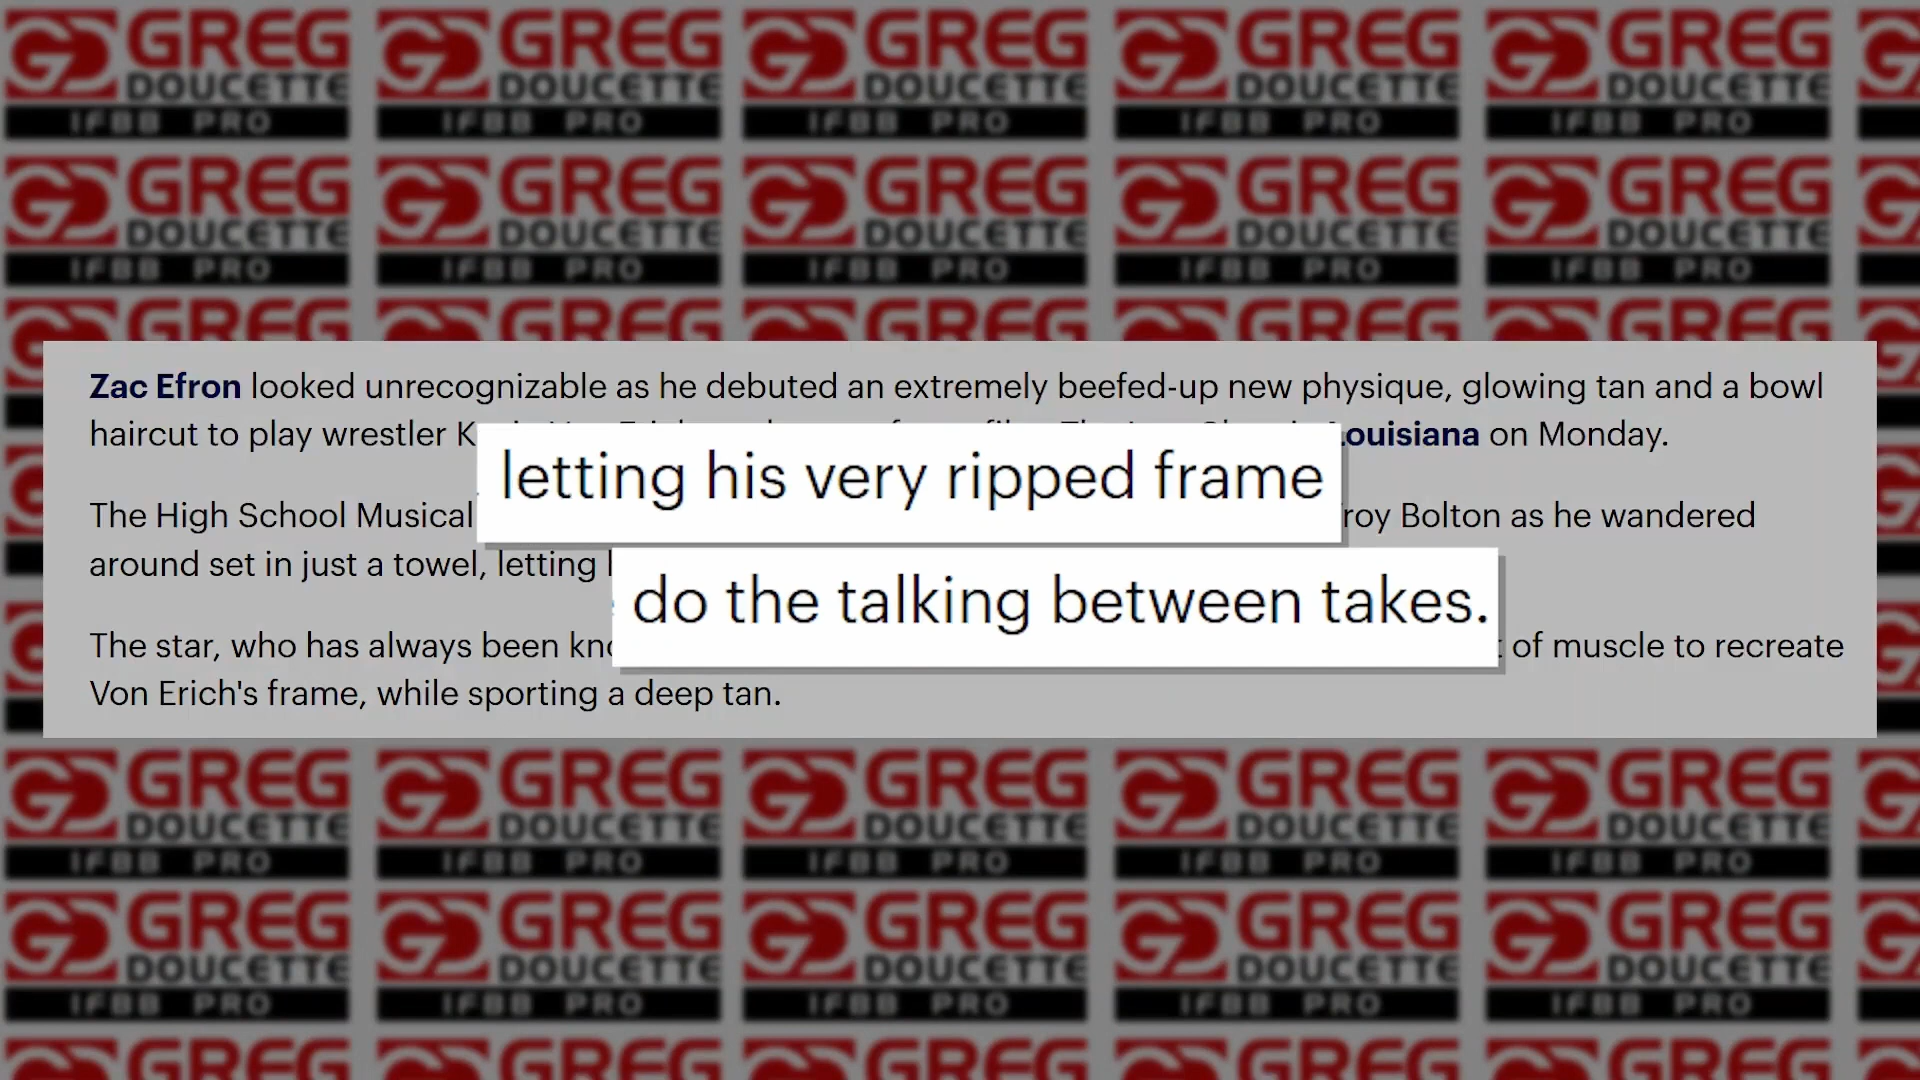 Zac Efron looked unrecognizable as he debuted an extremely beefed-up new physique, glowing tan and a bowl
haircut to play wrestler Louisiana on Monday.
letting his very ripped frame
The High School Musical Troy Bolton as he wandered
around set in just a towel, letting
do the talking between takes.
The star, who has always been of muscle to recreate
Von Erich's frame, while sporting a deep tan.
GREG
DOUCETTE
IFBB PRO